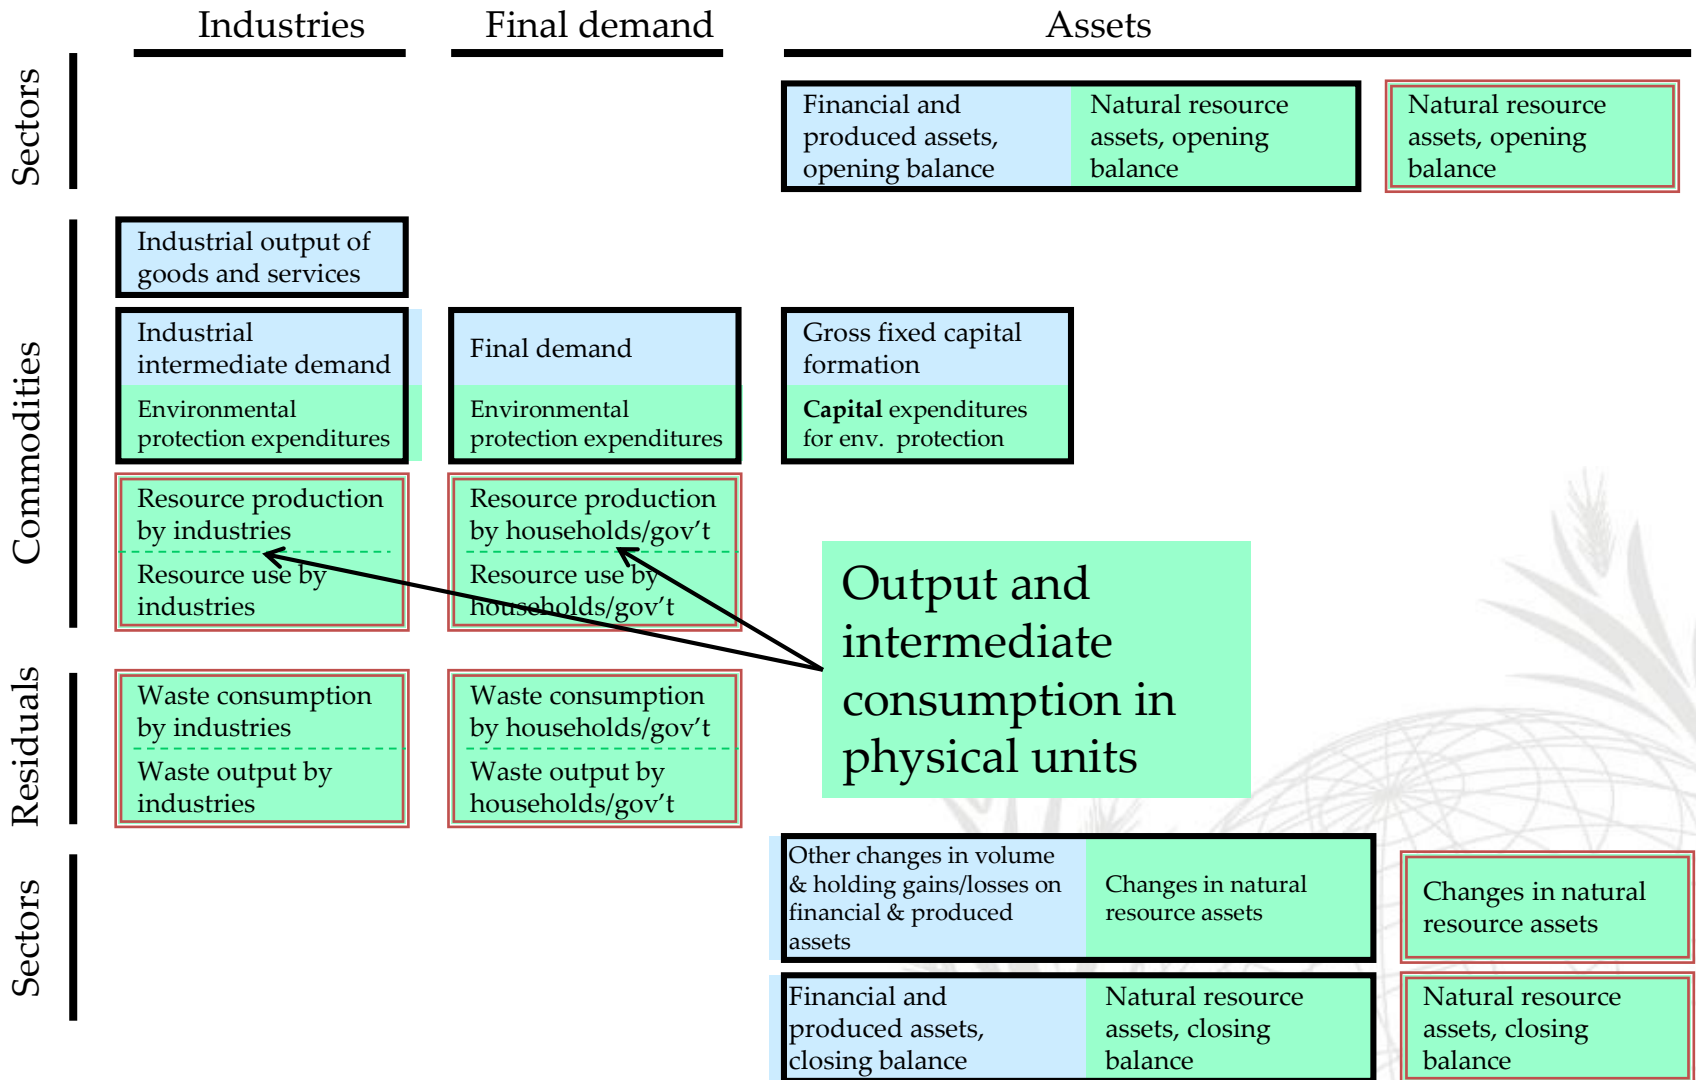 Industries
Final demand
Assets
Sectors
Financial and
produced assets,
opening balance
Natural resource
assets, opening
balance
Natural resource
assets, opening
balance
Commodities
Industrial output of
goods and services
Industrial
intermediate demand
Environmental
protection expenditures
Final demand
Environmental
protection expenditures
Gross fixed capital
formation
Capital expenditures
for env. protection
Resource production
by industries
Resource use by
industries
Resource production
by households/gov’t
Resource use by
households/gov’t
Output and
intermediate
consumption in
physical units
Residuals
Waste consumption
by industries
Waste output by
industries
Waste consumption
by households/gov’t
Waste output by
households/gov’t
Sectors
Other changes in volume
& holding gains/losses on
financial & produced
assets
Changes in natural
resource assets
Changes in natural
resource assets
Financial and
produced assets,
closing balance
Natural resource
assets, closing
balance
Natural resource
assets, closing
balance